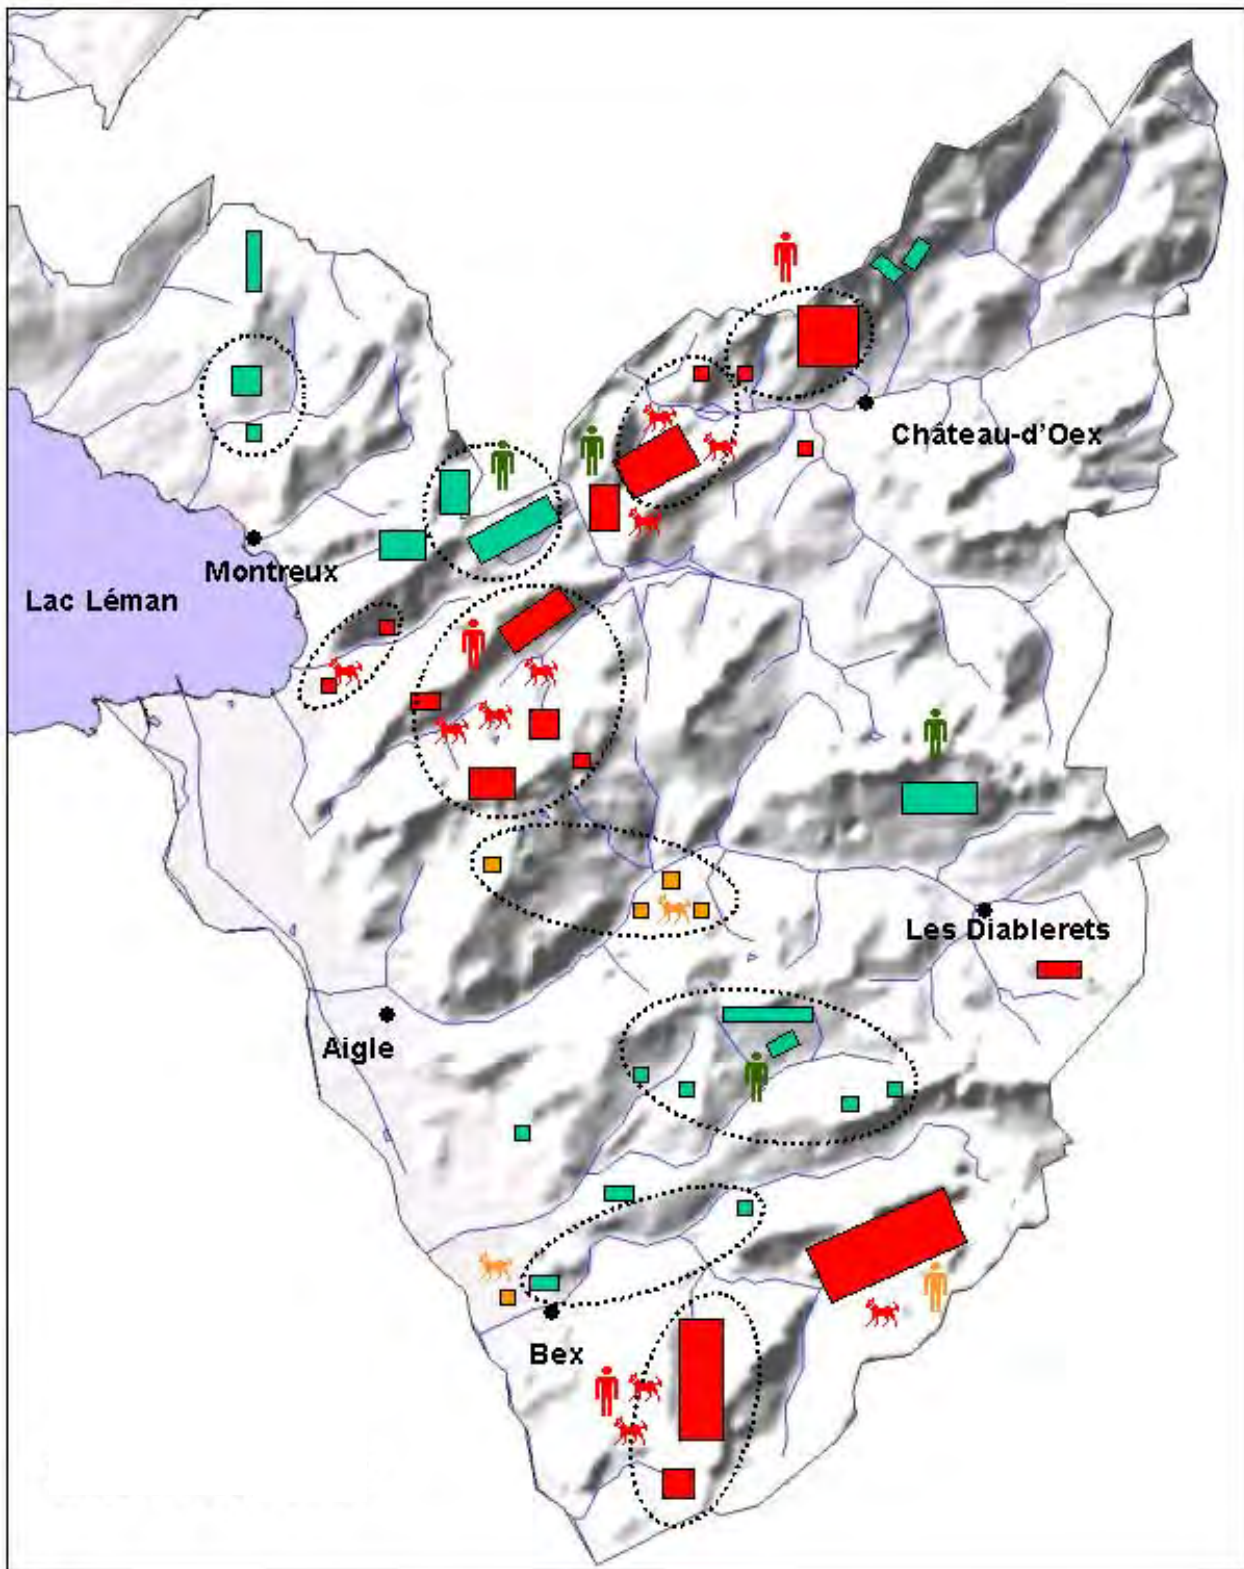 Château-d'Oex
Montreux
Lac Léman
Les Diablerets
Aigle
Bex